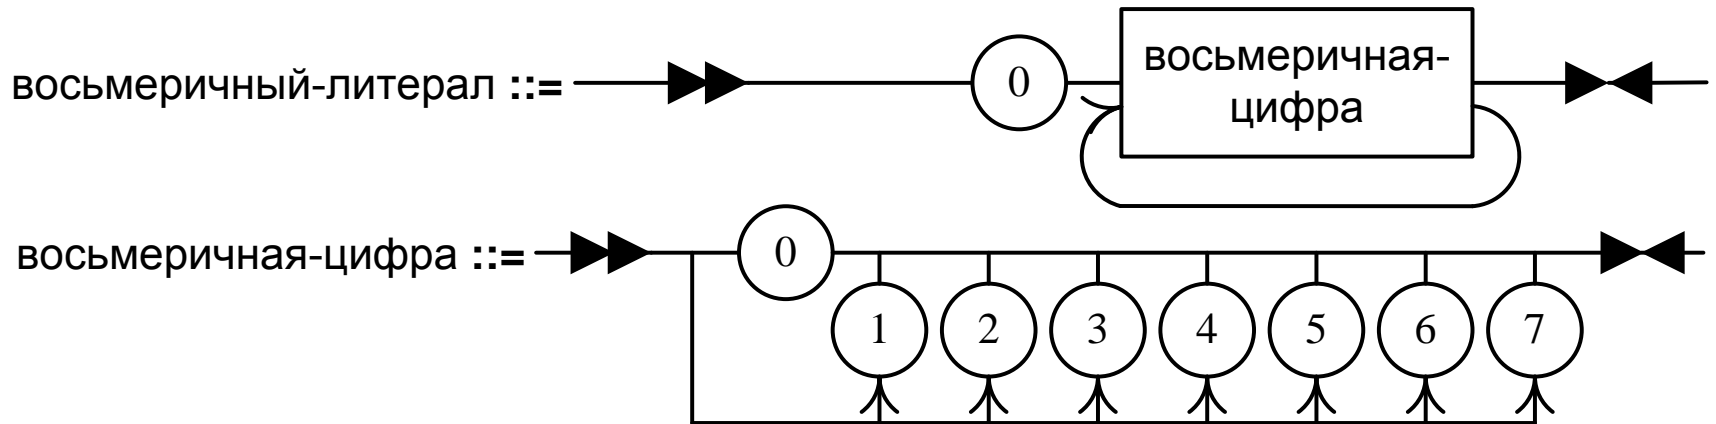 восьмеричный-литерал ::= 0 восьмеричная-
цифра
восьмеричная-цифра ::= 0
1 2 3 4 5 6 7